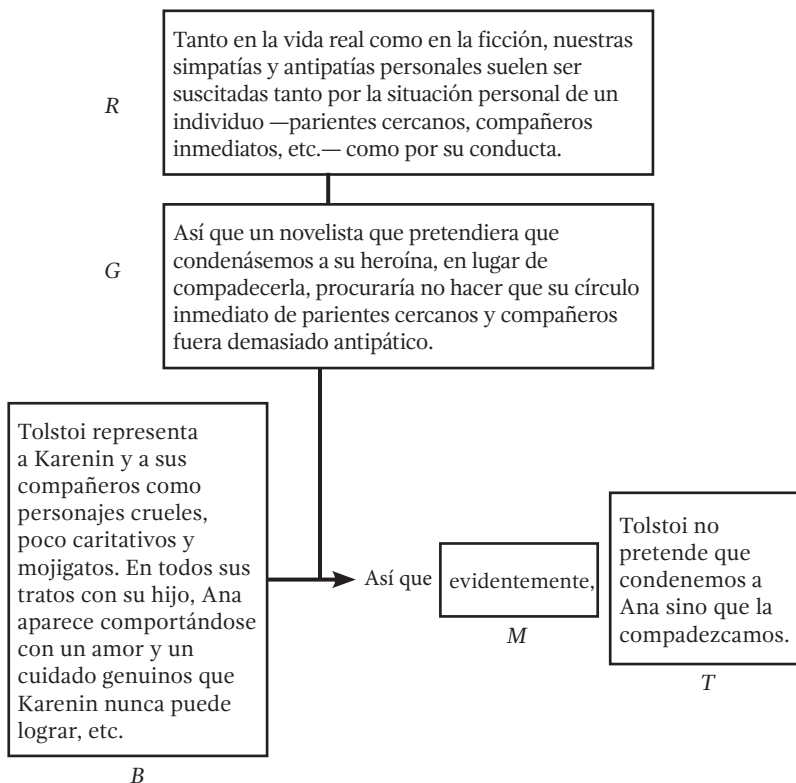 Tanto en la vida real como en la ficción, nuestras
simpatías y antipatías personales suelen ser
suscitadas tanto por la situación personal de un
individuo —parientes cercanos, compañeros
inmediatos, etc.— como por su conducta.
R
Así que un novelista que pretendiera que
condenásemos a su heroína, en lugar de
compadecerla, procuraría no hacer que su círculo
inmediato de parientes cercanos y compañeros
fuera demasiado antipático.
G
Tolstoi representa
a Karenin y a sus
compañeros como
personajes crueles,
poco caritativos y
mojigatos. En todos sus
tratos con su hijo, Ana
aparece comportándose
con un amor y un
cuidado genuinos que
Karenin nunca puede
lograr, etc.
B
Así que
evidentemente,
M
Tolstoi no
pretende que
condenemos a
Ana sino que la
compadezcamos.
T